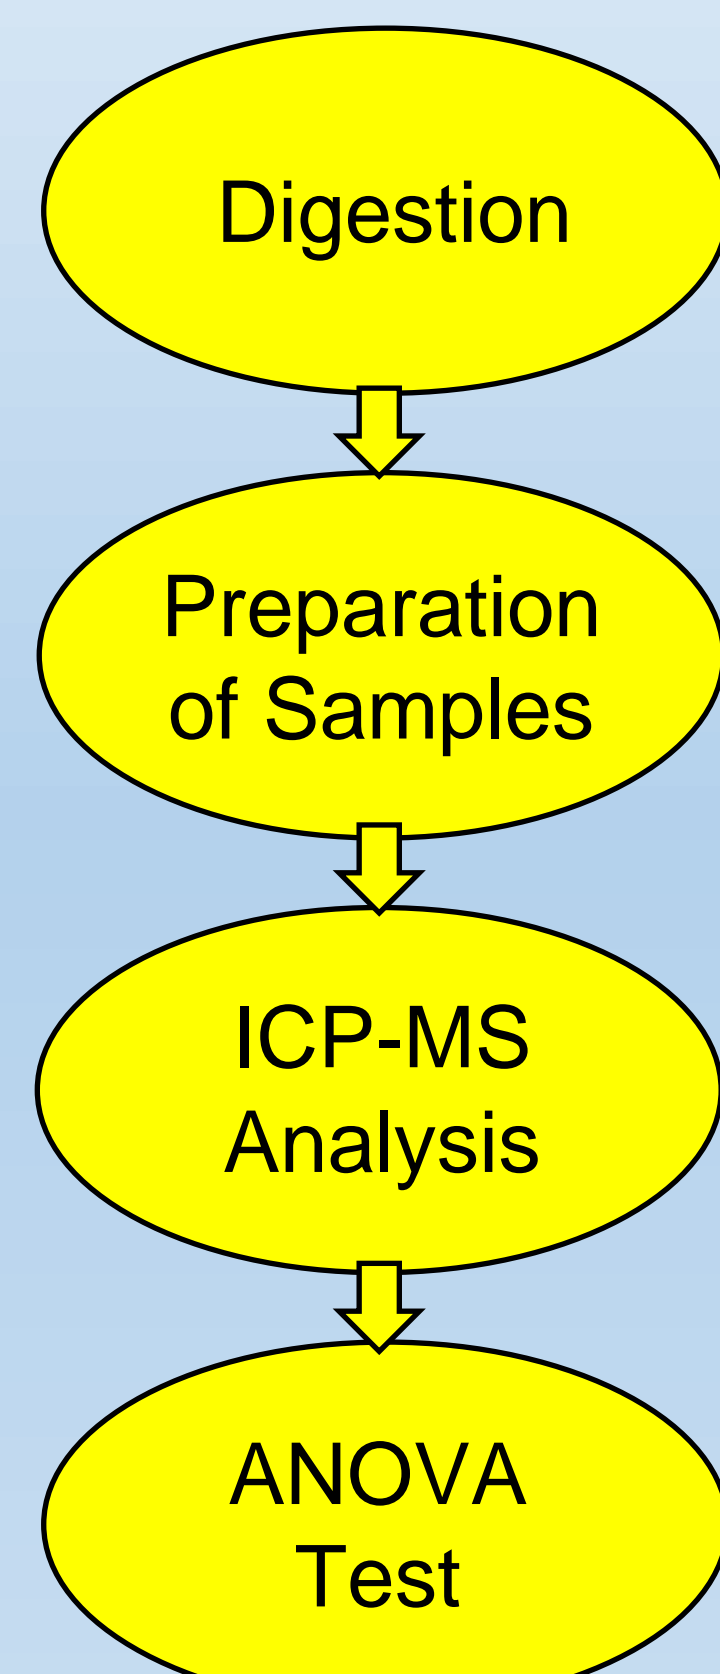 Digestion
Preparation
of Samples
ICP-MS
Analysis
ANOVA
Test